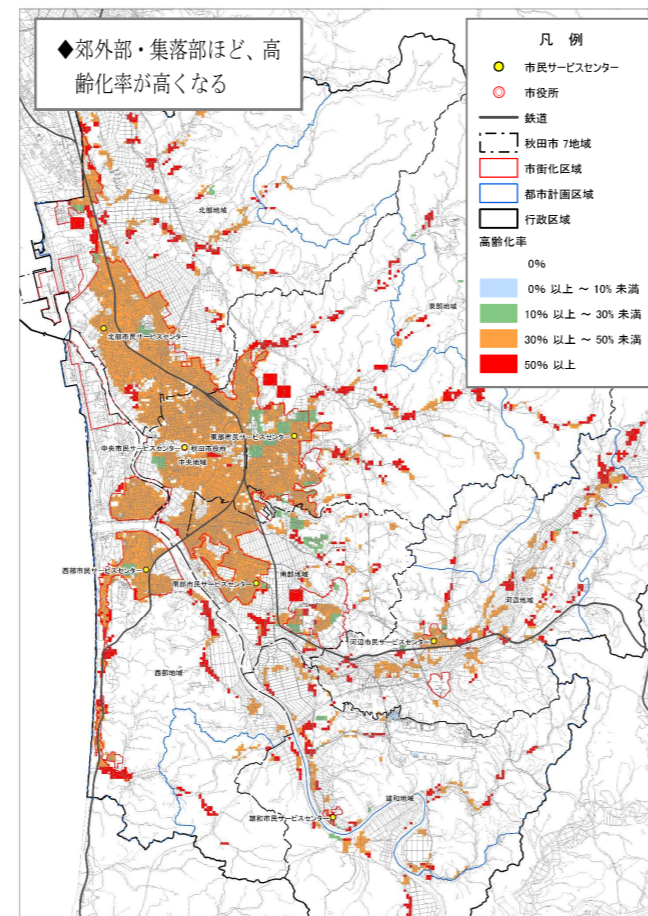 ◆郊外部・集落部ほど、高
齢化率が高くなる
凡 例
市民サービスセンター
市役所
鉄道
秋田市 7地域
市街化区域
都市計画区域
行政区域
高齢化率
0%
0% 以上 ~ 10% 未満
10% 以上 ~ 30% 未満
30% 以上 ~ 50% 未満
50% 以上
北部地域
東部地域
北部市民サービスセンター
東部市民サービスセンター
中央市民サービスセンター
秋田市役所
中央地域
西部市民サービスセンター
南部市民サービスセンター
南部地域
河辺地域
河辺市民サービスセンター
西部地域
雄和地域
雄和市民サービスセンター